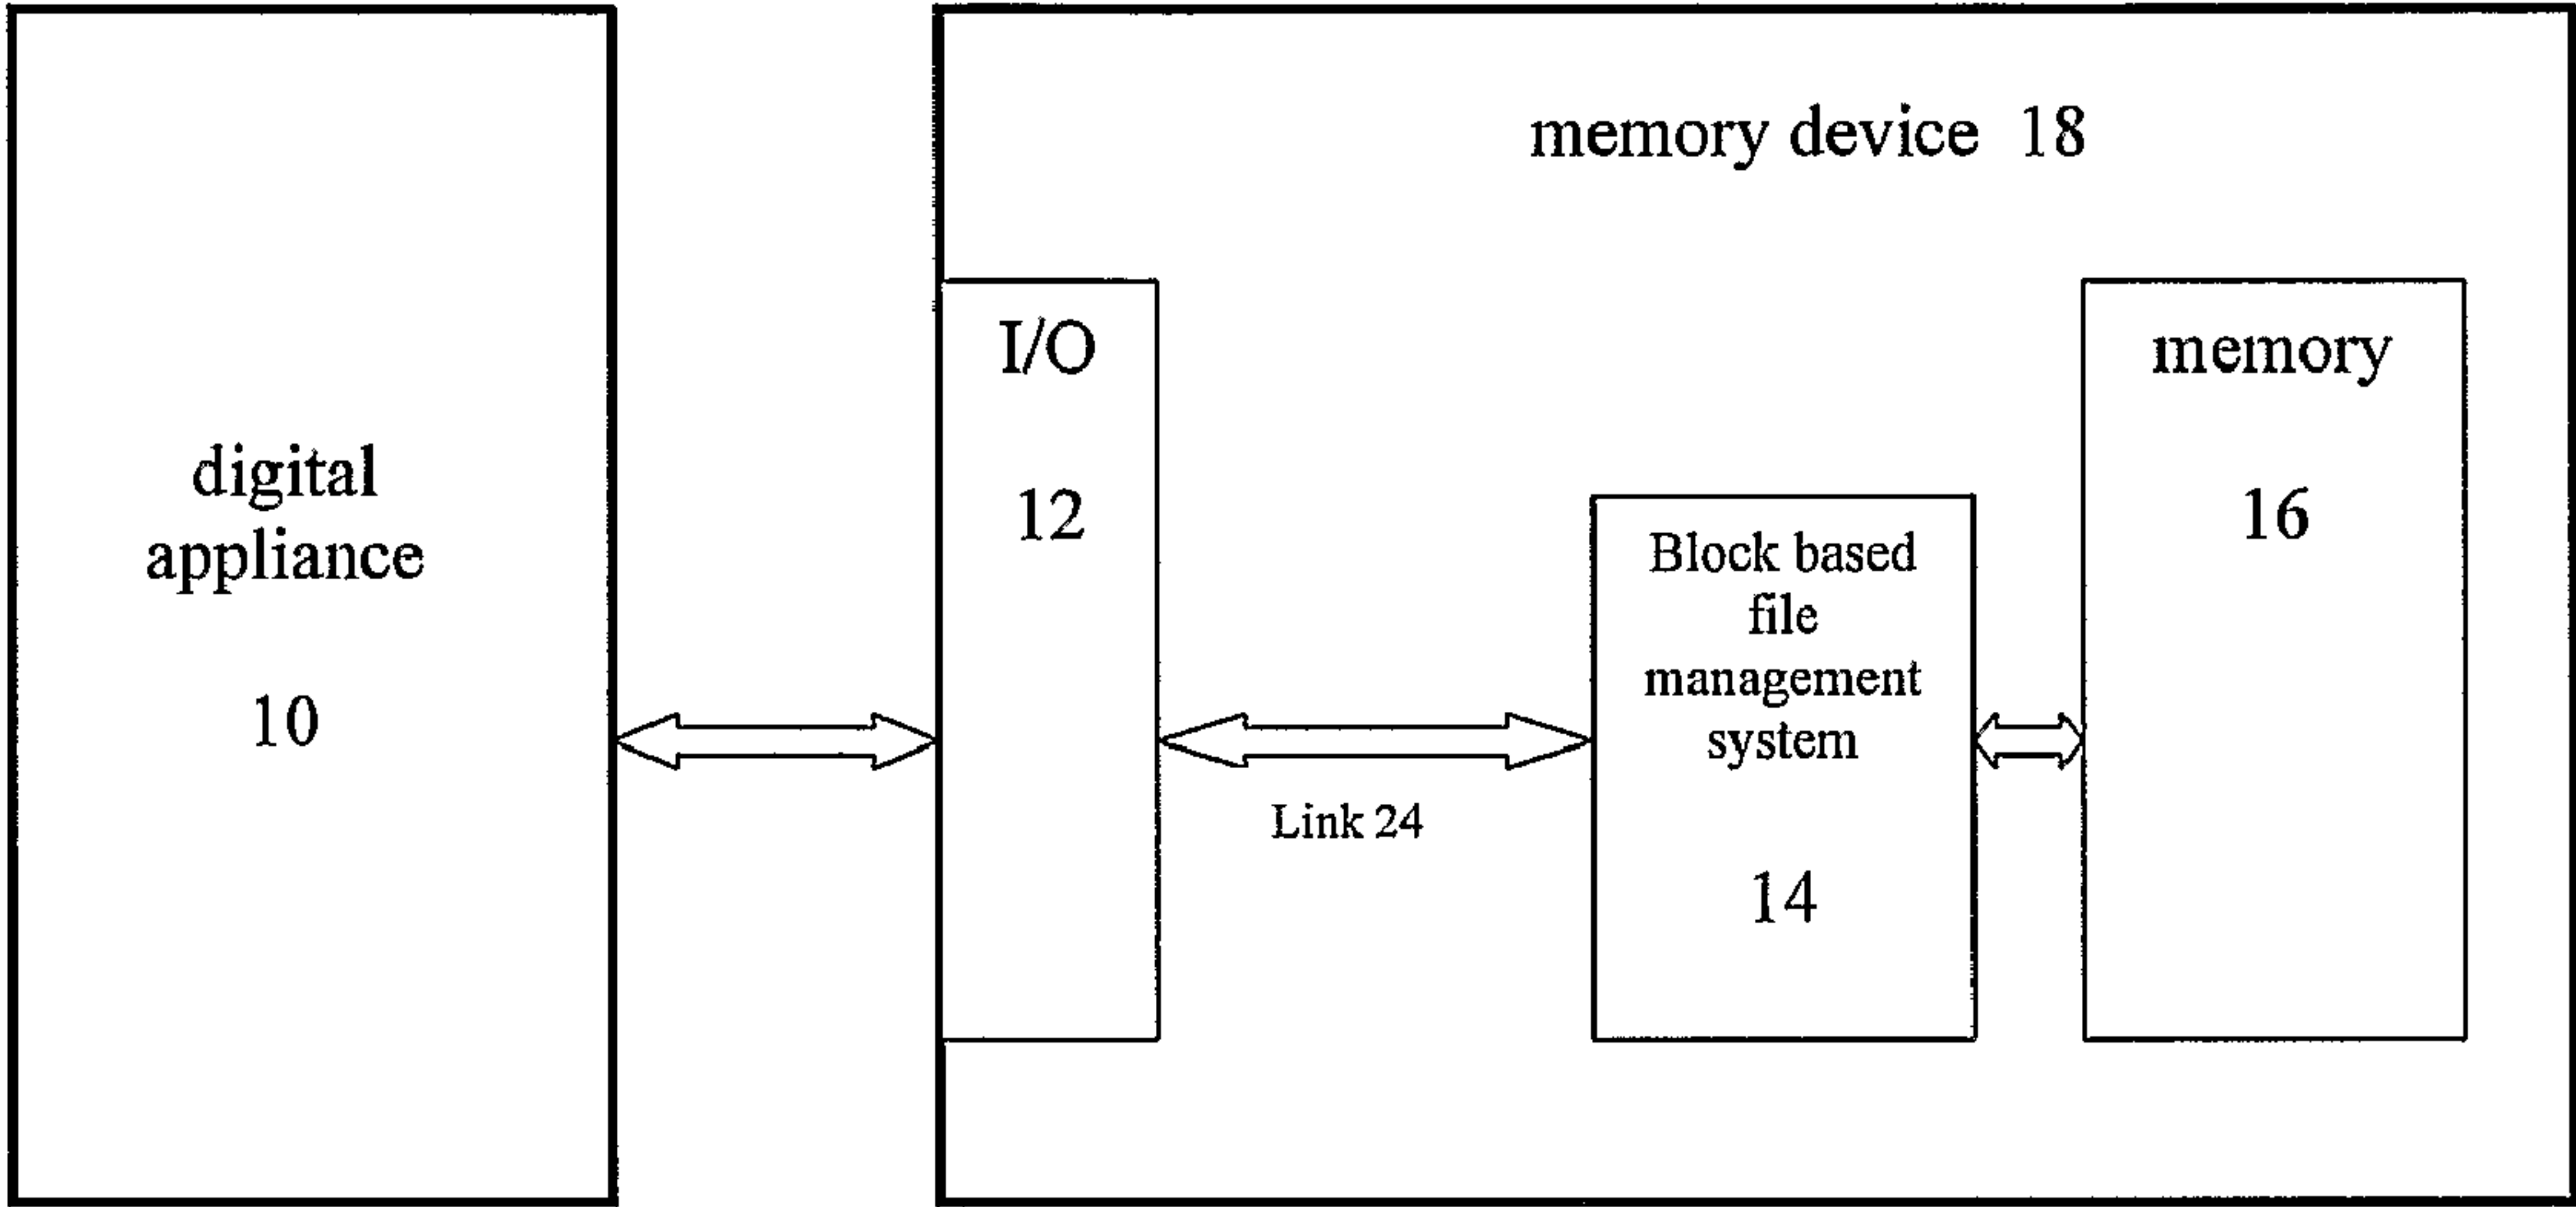 digital
appliance
10
memory device 18
I/O
12
Link 24
Block based
file
management
system
14
memory
16